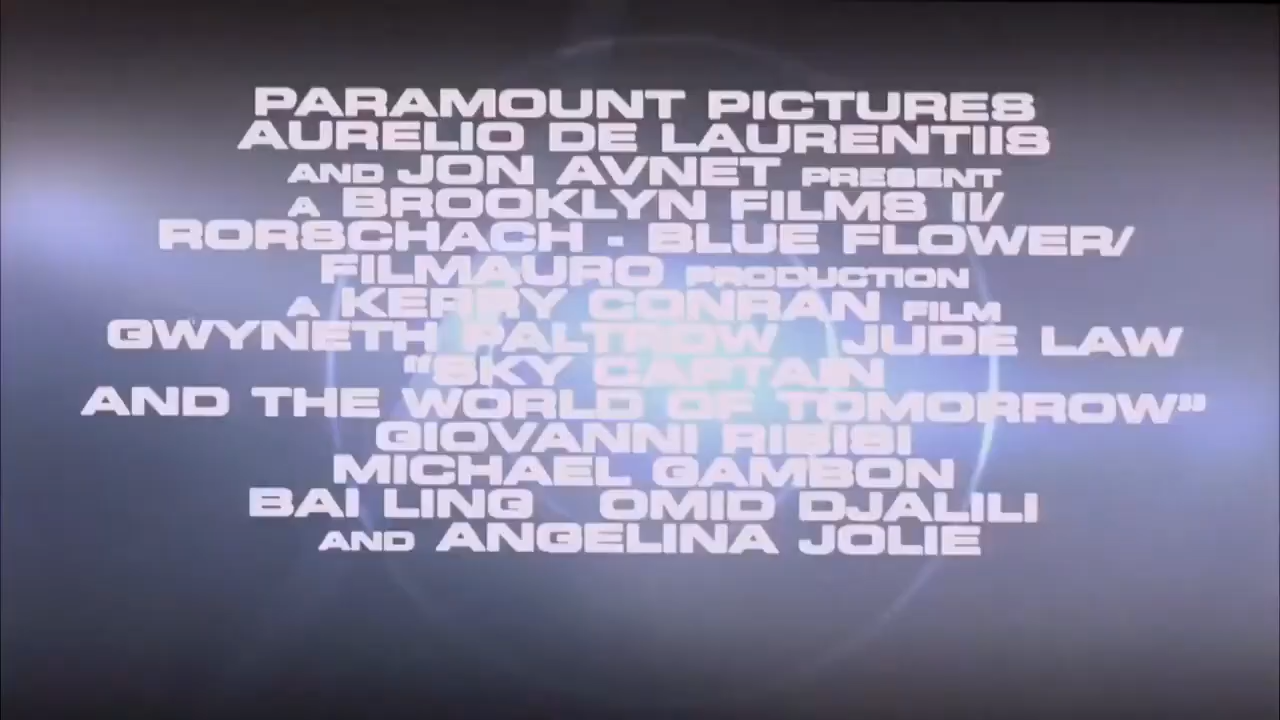 PARAMOUNT PICTURES
AURELIO DE LAURENTIIS
AND JON AVNET PRESENT
A BROOKLYN FILMS II/
RORSCHACH - BLUE FLOWER/
FILMAURO PRODUCTION
A KERRY CONRAN FILM
GWYNETH PALTROW JUDE LAW
“SKY CAPTAIN
AND THE WORLD OF TOMORROW”
GIOVANNI RIBISI
MICHAEL GAMBON
BAI LING OMID DJALILI
AND ANGELINA JOLIE